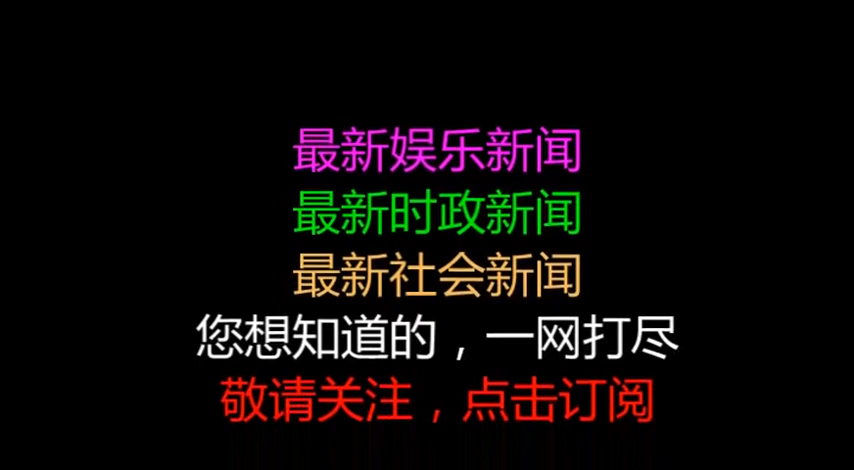 最新娱乐新闻
最新时政新闻
最新社会新闻
您想知道的，一网打尽
敬请关注，点击订阅